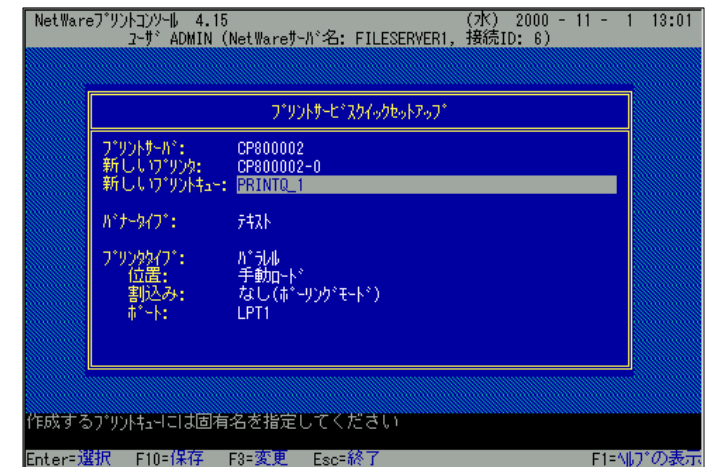 NetWareﾌﾟﾘﾝﾄｺﾝｿｰﾙ 4.15 (水) 2000 - 11 - 1 13:01
ﾕｰｻﾞ ADMIN (NetWareｻｰﾊﾞ名: FILESERVER1, 接続ID: 6)
ﾌﾟﾘﾝﾄｻｰﾋﾞｽｸｲｯｸｾｯﾄｱｯﾌﾟ
ﾌﾟﾘﾝﾄｻｰﾊﾞ: CP800002
新しいﾌﾟﾘﾝﾀ: CP800002-0
新しいﾌﾟﾘﾝﾄｷｭｰ: PRINTQ_1
ﾊﾞﾅｰﾀｲﾌﾟ: ﾃｷｽﾄ
ﾌﾟﾘﾝﾀﾀｲﾌﾟ: ﾊﾟﾗﾚﾙ
位置: 手動ﾛｰﾄﾞ
割込み: なし(ﾎﾟｰﾘﾝｸﾞﾓｰﾄﾞ)
ﾎﾟｰﾄ: LPT1
作成するﾌﾟﾘﾝﾄｷｭｰには固有名を指定してください
Enter=選択 F10=保存 F3=変更 Esc=終了 F1=ﾍﾙﾌﾟの表示